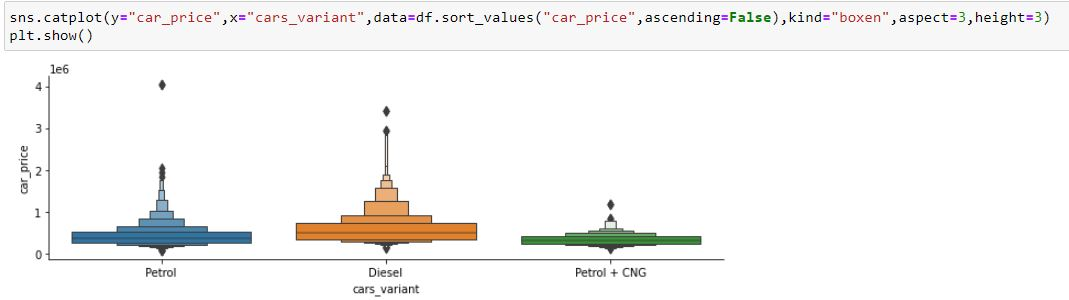 sns.catplot(y="car_price",x="cars_variant",data=df.sort_values("car_price",ascending=False),kind="boxen",aspect=3,height=3)
plt.show()
1e6
4
3
2
1
0
car_price
Petrol
Diesel
Petrol + CNG
cars_variant